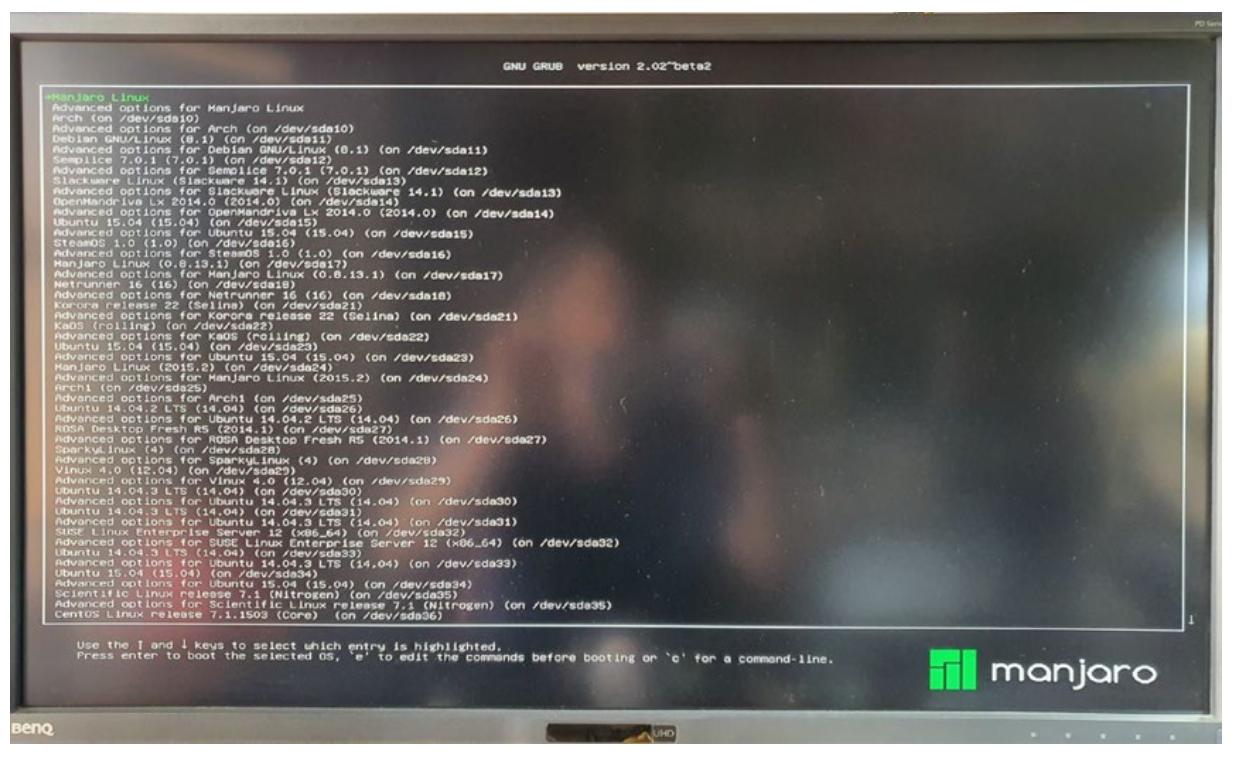 PD Seri
GNU GRUB version 2.02~beta2
*Manjaro Linux
Advanced options for Manjaro Linux
Arch (on /dev/sda10)
Advanced options for Arch (on /dev/sda10)
Debian GNU/Linux (8.1) (on /dev/sda11)
Advanced options for Debian GNU/Linux (8.1) (on /dev/sda11)
Semplice 7.0.1 (7.0.1) (on /dev/sda12)
Advanced options for Semplice 7.0.1 (7.0.1) (on /dev/sda12)
Slackware Linux (Slackware 14.1) (on /dev/sda13)
Advanced options for Slackware Linux (Slackware 14.1) (on /dev/sda13)
OpenMandriva Lx 2014.0 (2014.0) (on /dev/sda14)
Advanced options for OpenMandriva Lx 2014.0 (2014.0) (on /dev/sda14)
Ubuntu 15.04 (15.04) (on /dev/sda15)
Advanced options for Ubuntu 15.04 (15.04) (on /dev/sda15)
SteamOS 1.0 (1.0) (on /dev/sda16)
Advanced options for SteamOS 1.0 (1.0) (on /dev/sda16)
Manjaro Linux (0.8.13.1) (on /dev/sda17)
Advanced options for Manjaro Linux (0.8.13.1) (on /dev/sda17)
Netrunner 16 (16) (on /dev/sda18)
Advanced options for Netrunner 16 (16) (on /dev/sda18)
Korora release 22 (Selina) (on /dev/sda21)
Advanced options for Korora release 22 (Selina) (on /dev/sda21)
KaOS (rolling) (on /dev/sda22)
Advanced options for KaOS (rolling) (on /dev/sda22)
Ubuntu 15.04 (15.04) (on /dev/sda23)
Advanced options for Ubuntu 15.04 (15.04) (on /dev/sda23)
Manjaro Linux (2015.2) (on /dev/sda24)
Advanced options for Manjaro Linux (2015.2) (on /dev/sda24)
Arch1 (on /dev/sda25)
Advanced options for Arch1 (on /dev/sda25)
Ubuntu 14.04.2 LTS (14.04) (on /dev/sda26)
Advanced options for Ubuntu 14.04.2 LTS (14.04) (on /dev/sda26)
ROSA Desktop Fresh R5 (2014.1) (on /dev/sda27)
Advanced options for ROSA Desktop Fresh R5 (2014.1) (on /dev/sda27)
SparkyLinux (4) (on /dev/sda28)
Advanced options for SparkyLinux (4) (on /dev/sda28)
Vinux 4.0 (12.04) (on /dev/sda29)
Advanced options for Vinux 4.0 (12.04) (on /dev/sda29)
Ubuntu 14.04.3 LTS (14.04) (on /dev/sda30)
Advanced options for Ubuntu 14.04.3 LTS (14.04) (on /dev/sda30)
Ubuntu 14.04.3 LTS (14.04) (on /dev/sda31)
Advanced options for Ubuntu 14.04.3 LTS (14.04) (on /dev/sda31)
SUSE Linux Enterprise Server 12 (x86_64) (on /dev/sda32)
Advanced options for SUSE Linux Enterprise Server 12 (x86_64) (on /dev/sda32)
Ubuntu 14.04.3 LTS (14.04) (on /dev/sda33)
Advanced options for Ubuntu 14.04.3 LTS (14.04) (on /dev/sda33)
Ubuntu 15.04 (15.04) (on /dev/sda34)
Advanced options for Ubuntu 15.04 (15.04) (on /dev/sda34)
Scientific Linux release 7.1 (Nitrogen) (on /dev/sda35)
Advanced options for Scientific Linux release 7.1 (Nitrogen) (on /dev/sda35)
CentOS Linux release 7.1.1503 (Core)  (on /dev/sda36)
↓
Use the ↑ and ↓ keys to select which entry is highlighted.
Press enter to boot the selected OS, `e' to edit the commands before booting or `c' for a command-line.
manjaro
BenQ
UHD